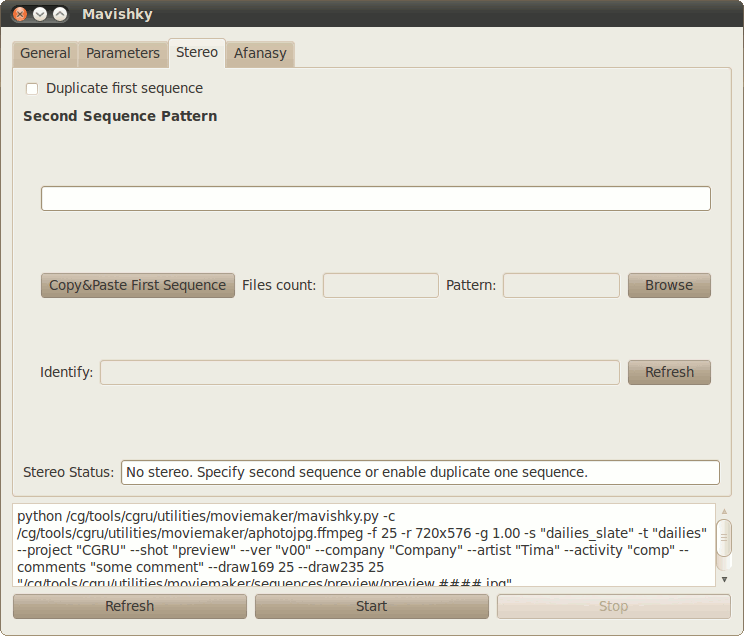 Mavishky
General Parameters Stereo Afanasy
Duplicate first sequence
Second Sequence Pattern
Copy&Paste First Sequence Files count: Pattern: Browse
Identify: Refresh
Stereo Status: No stereo. Specify second sequence or enable duplicate one sequence.
python /cg/tools/cgru/utilities/moviemaker/mavishky.py -c
/cg/tools/cgru/utilities/moviemaker/aphotojpg.ffmpeg -f 25 -r 720x576 -g 1.00 -s "dailies_slate" -t "dailies"
--project "CGRU" --shot "preview" --ver "v00" --company "Company" --artist "Tima" --activity "comp" --
comments "some comment" --draw169 25 --draw235 25
"/cg/tools/cgru/utilities/moviemaker/sequences/preview/preview.####.jpg"
Refresh Start Stop